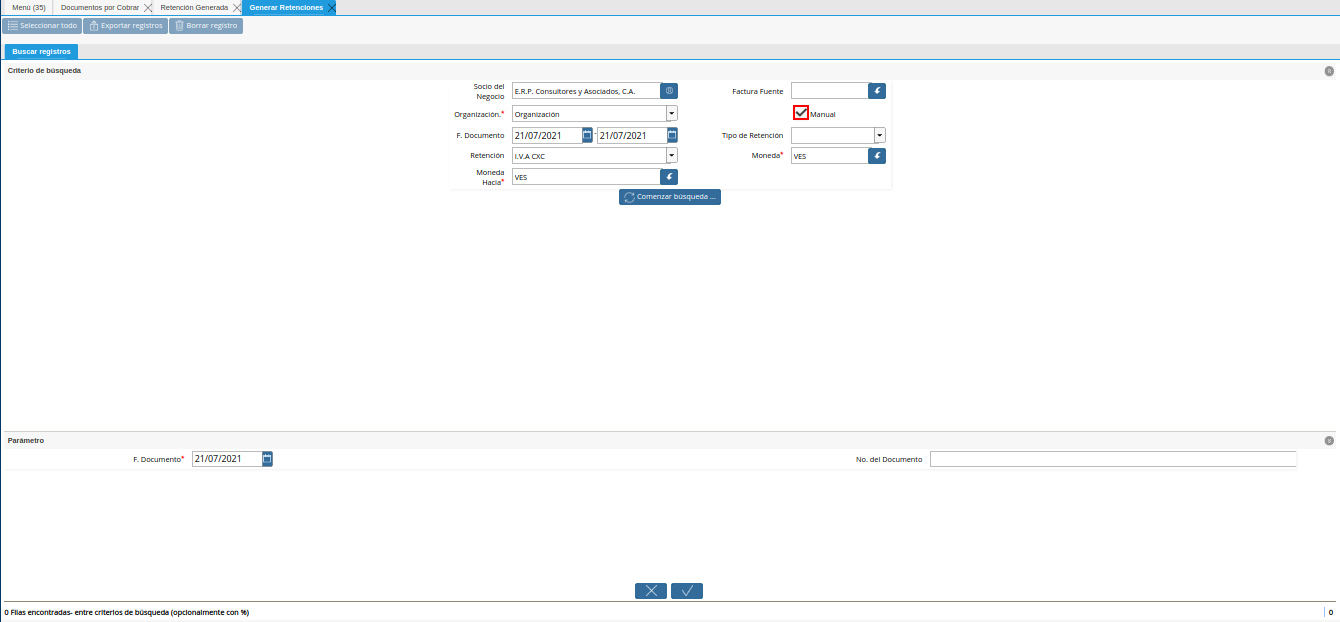 Menú (35) Documentos por Cobrar Retención Generada Generar Retenciones
Seleccionar todo Exportar registros Borrar registro
Buscar registros
Criterio de búsqueda
Socio del Negocio E.R.P. Consultores y Asociados, C.A. Factura Fuente
Organización.* Organización Manual
F. Documento 21/07/2021 - 21/07/2021 Tipo de Retención
Retención I.V.A CXC Moneda* VES
Moneda Hacia* VES
Comenzar búsqueda ...
Parámetro
F. Documento* 21/07/2021 No. del Documento
0 Filas encontradas- entre criterios de búsqueda (opcionalmente con %) 0